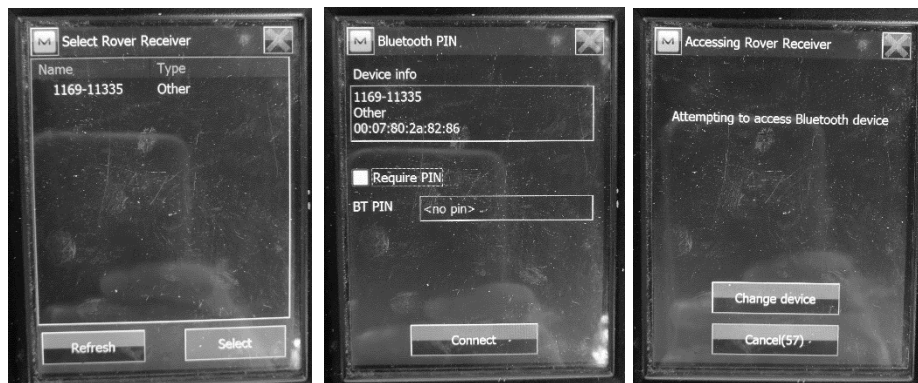 Select Rover Receiver
Name Type
1169-11335 Other
Refresh Select
Bluetooth PIN
Device info
1169-11335
Other
00:07:80:2a:82:86
Require PIN
BT PIN <no pin>
Connect
Accessing Rover Receiver
Attempting to access Bluetooth device
Change device
Cancel(57)